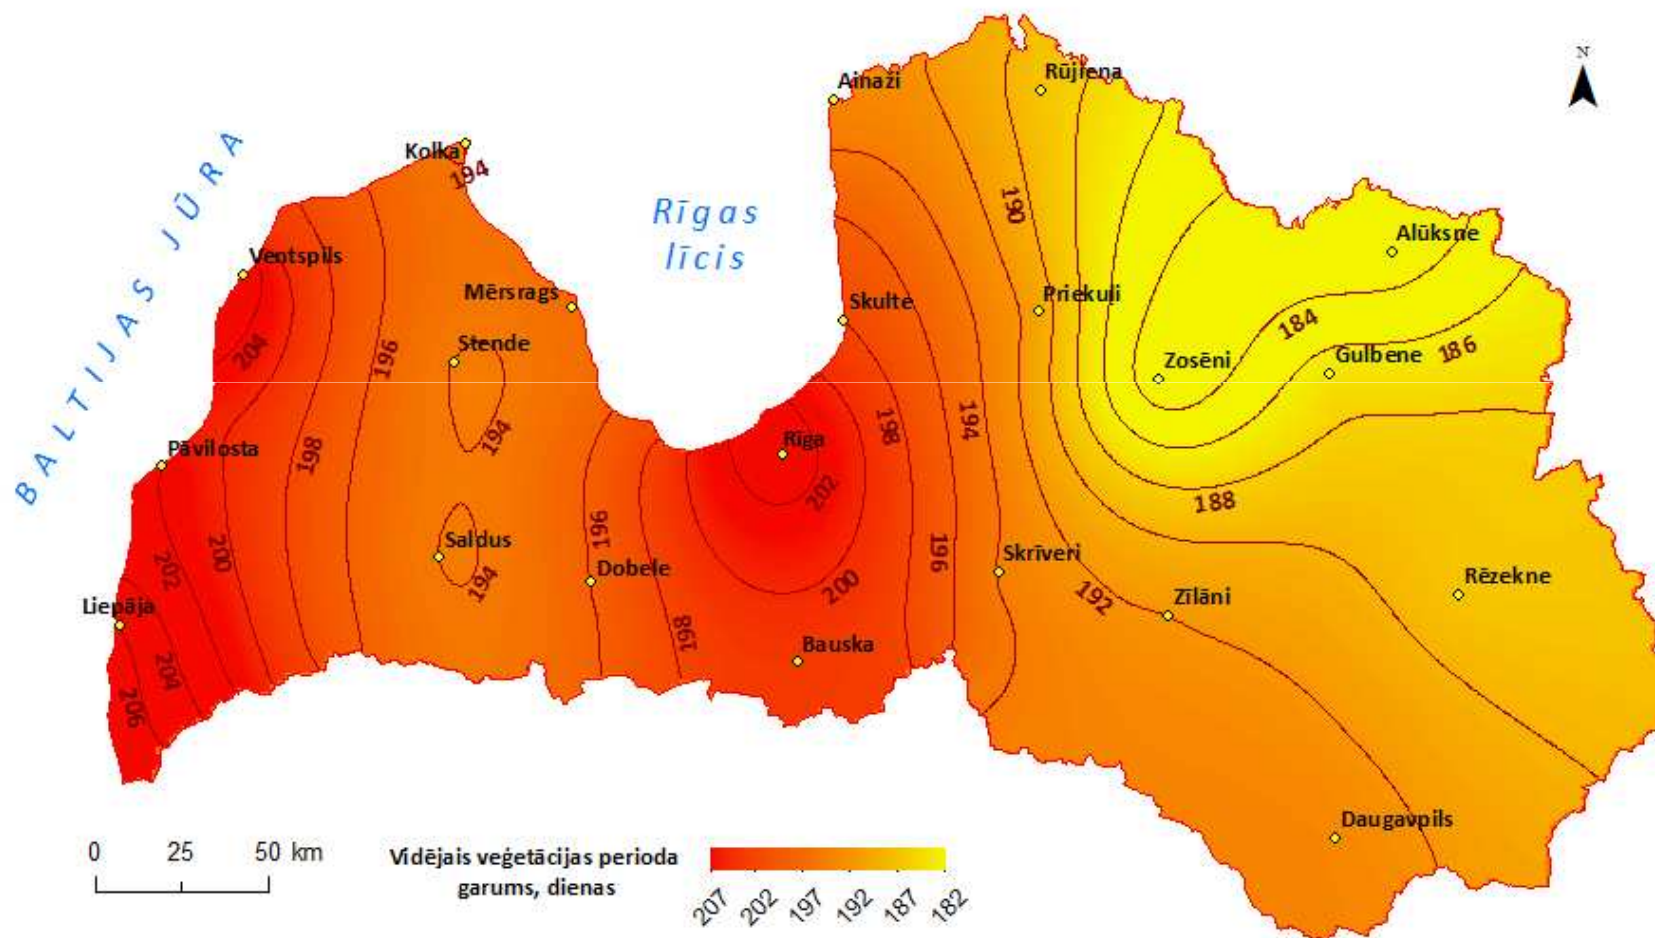 N
Ainaži
Rūjiena
Kolka
194
BALTIJAS JŪRA
Rīgas
līcis
190
Alūksne
Ventspils
Mērsrags
Skulte
Priekuļi
204
196
Stende
184
186
Zosēni
Gulbene
194
198
194
198
Pāvilosta
Rīga
202
188
196
200
202
Saldus
194
Dobele
196
Skrīveri
200
192
Zīlāni
Rēzekne
Liepāja
198
Bauska
204
206
Daugavpils
0 25 50 km
Vidējais veģetācijas perioda
garums, dienas
207 202 197 192 187 182